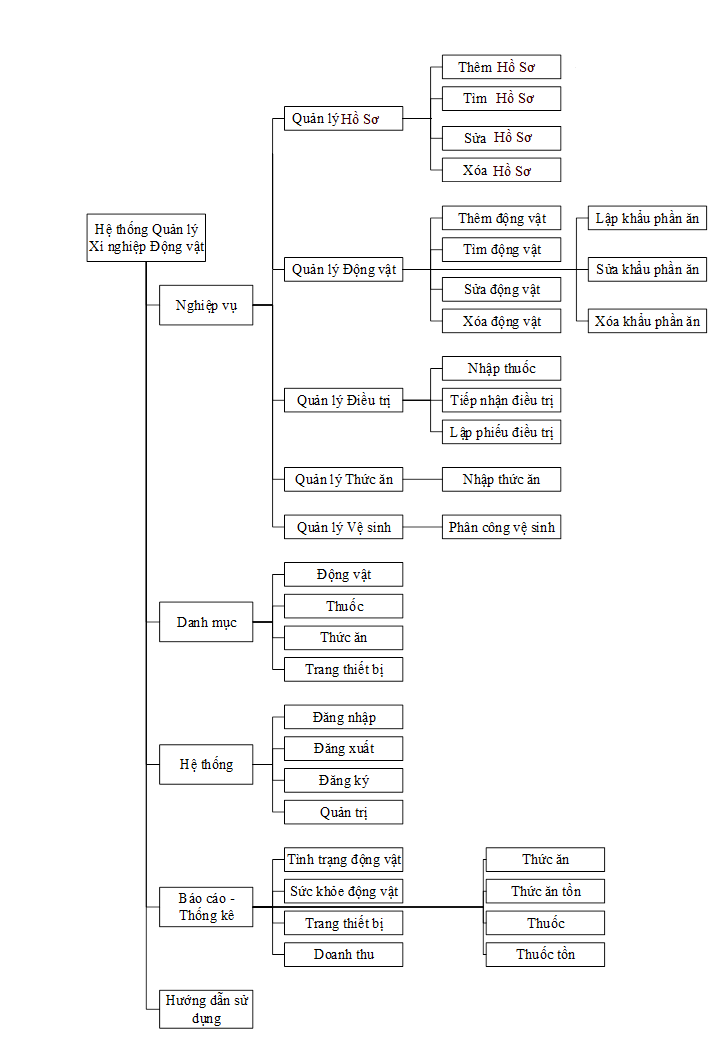 Hệ thống Quản lý
Xí nghiệp Động vật
Nghiệp vụ
Quản lý Hồ Sơ
Thêm Hồ Sơ
Tìm Hồ Sơ
Sửa Hồ Sơ
Xóa Hồ Sơ
Quản lý Động vật
Thêm động vật
Tìm động vật
Sửa động vật
Xóa động vật
Lập khẩu phần ăn
Sửa khẩu phần ăn
Xóa khẩu phần ăn
Quản lý Điều trị
Nhập thuốc
Tiếp nhận điều trị
Lập phiếu điều trị
Quản lý Thức ăn
Nhập thức ăn
Quản lý Vệ sinh
Phân công vệ sinh
Danh mục
Động vật
Thuốc
Thức ăn
Trang thiết bị
Hệ thống
Đăng nhập
Đăng xuất
Đăng ký
Quản trị
Báo cáo -
Thống kê
Tình trạng động vật
Sức khỏe động vật
Trang thiết bị
Doanh thu
Thức ăn
Thức ăn tồn
Thuốc
Thuốc tồn
Hướng dẫn sử
dụng